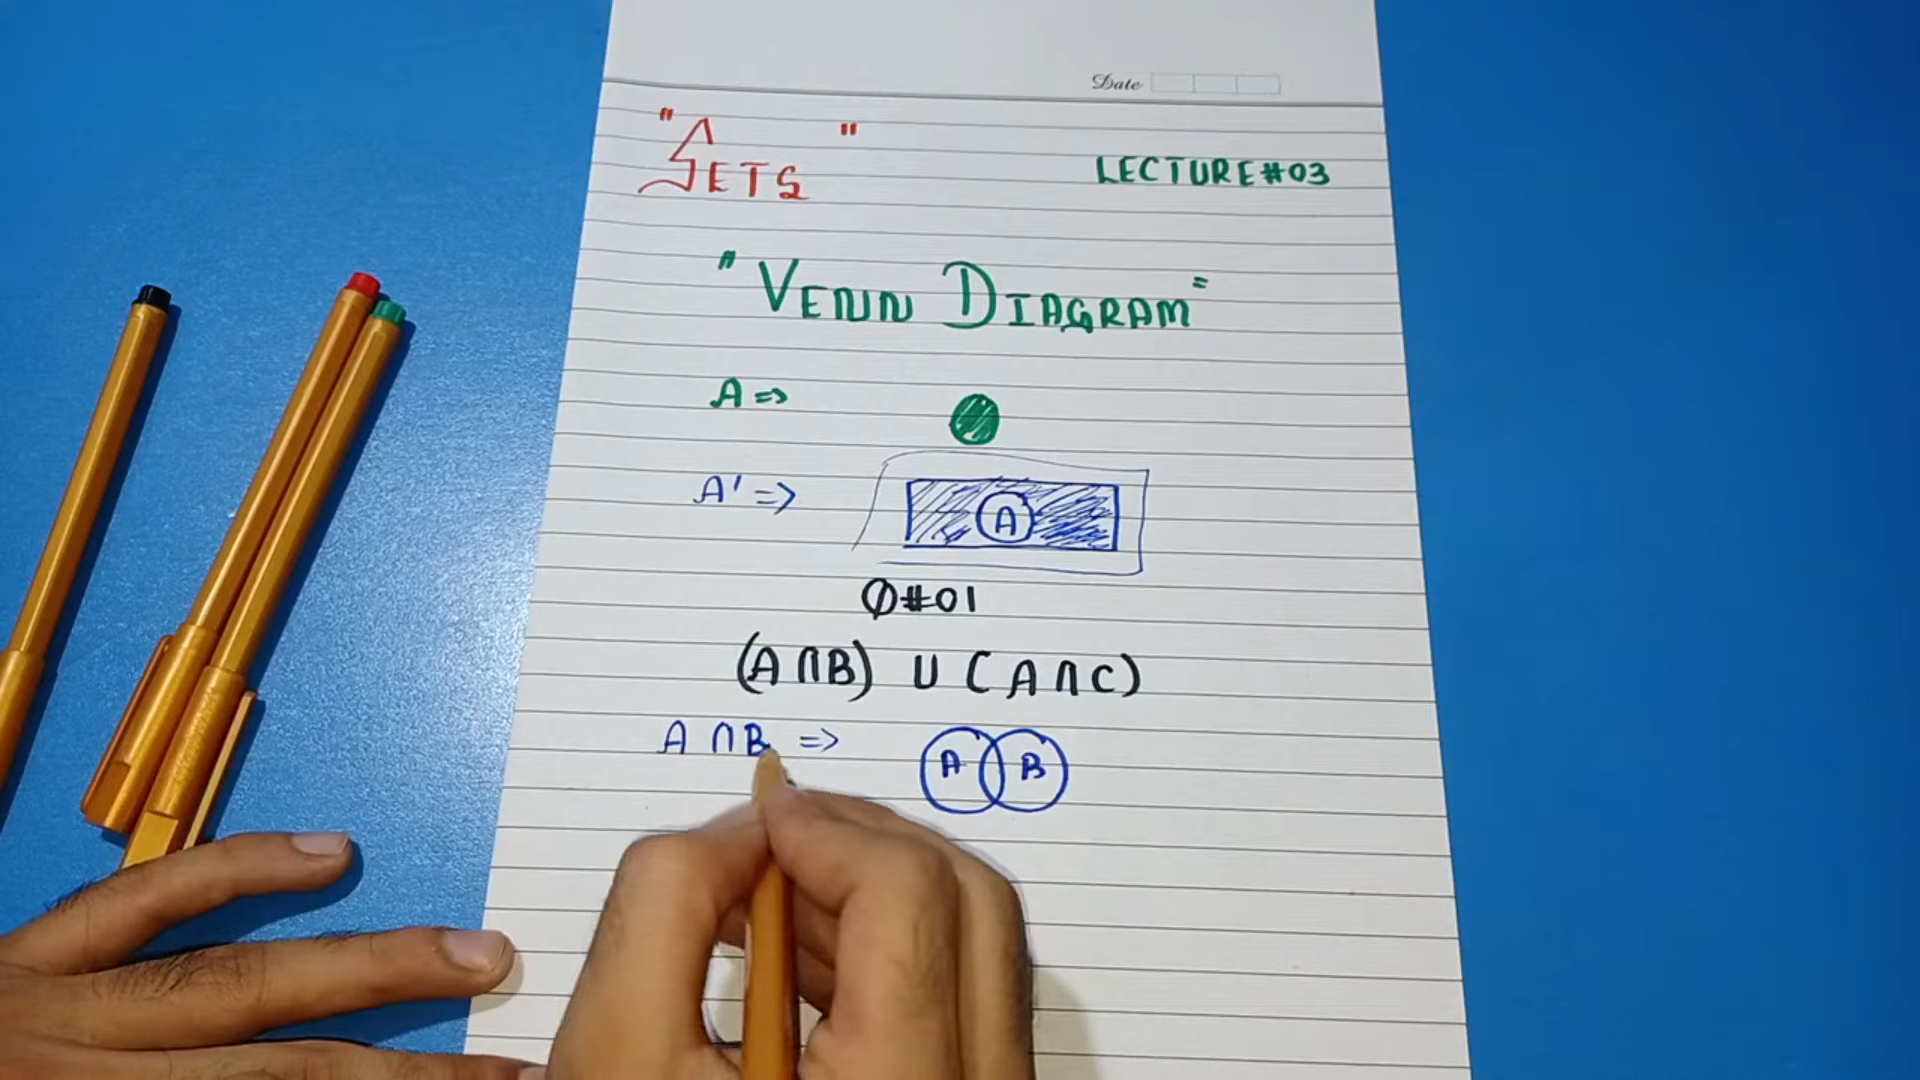 Date
"SETS"
LECTURE#03
"VENN DIAGRAM"
A =>
A' =>
A
Q#01
(A∩B) ∪ (A∩C)
A ∩ B =>
A B